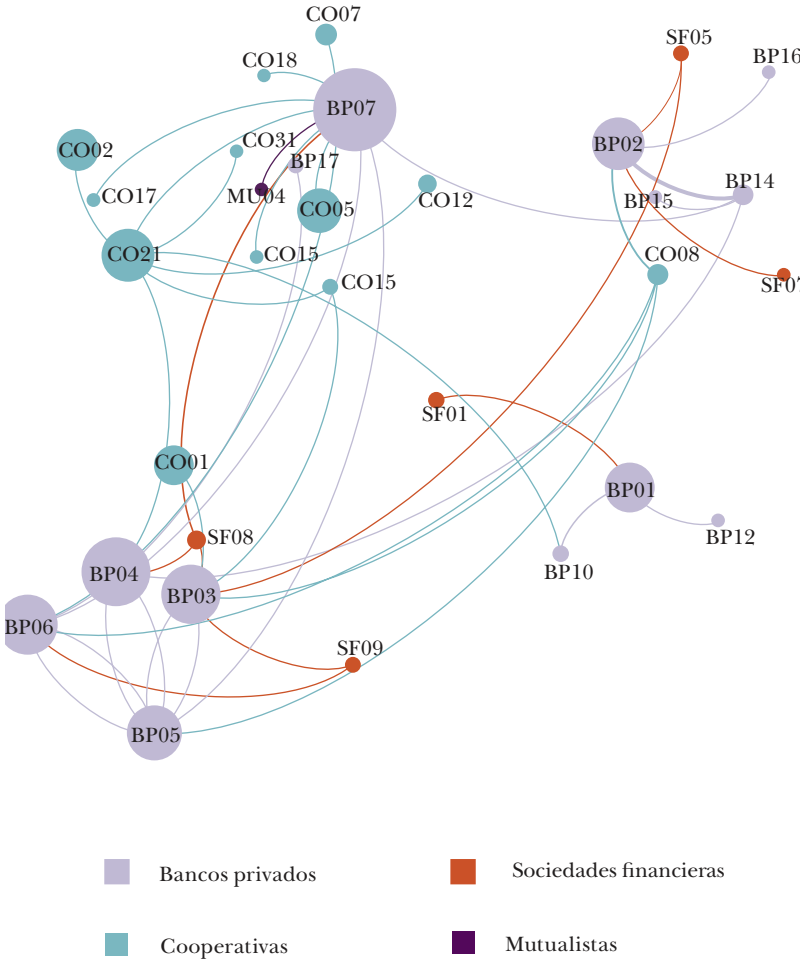 CO07
SF05
BP16
CO18
BP07
CO31
BP02
CO02
BP17
BP14
CO17
MU04
CO12
BP15
CO05
CO21
CO15
CO08
CO15
SF07
SF01
CO01
BP01
SF08
BP12
BP04
BP10
BP03
BP06
SF09
BP05
Bancos privados
Sociedades financieras
Cooperativas
Mutualistas